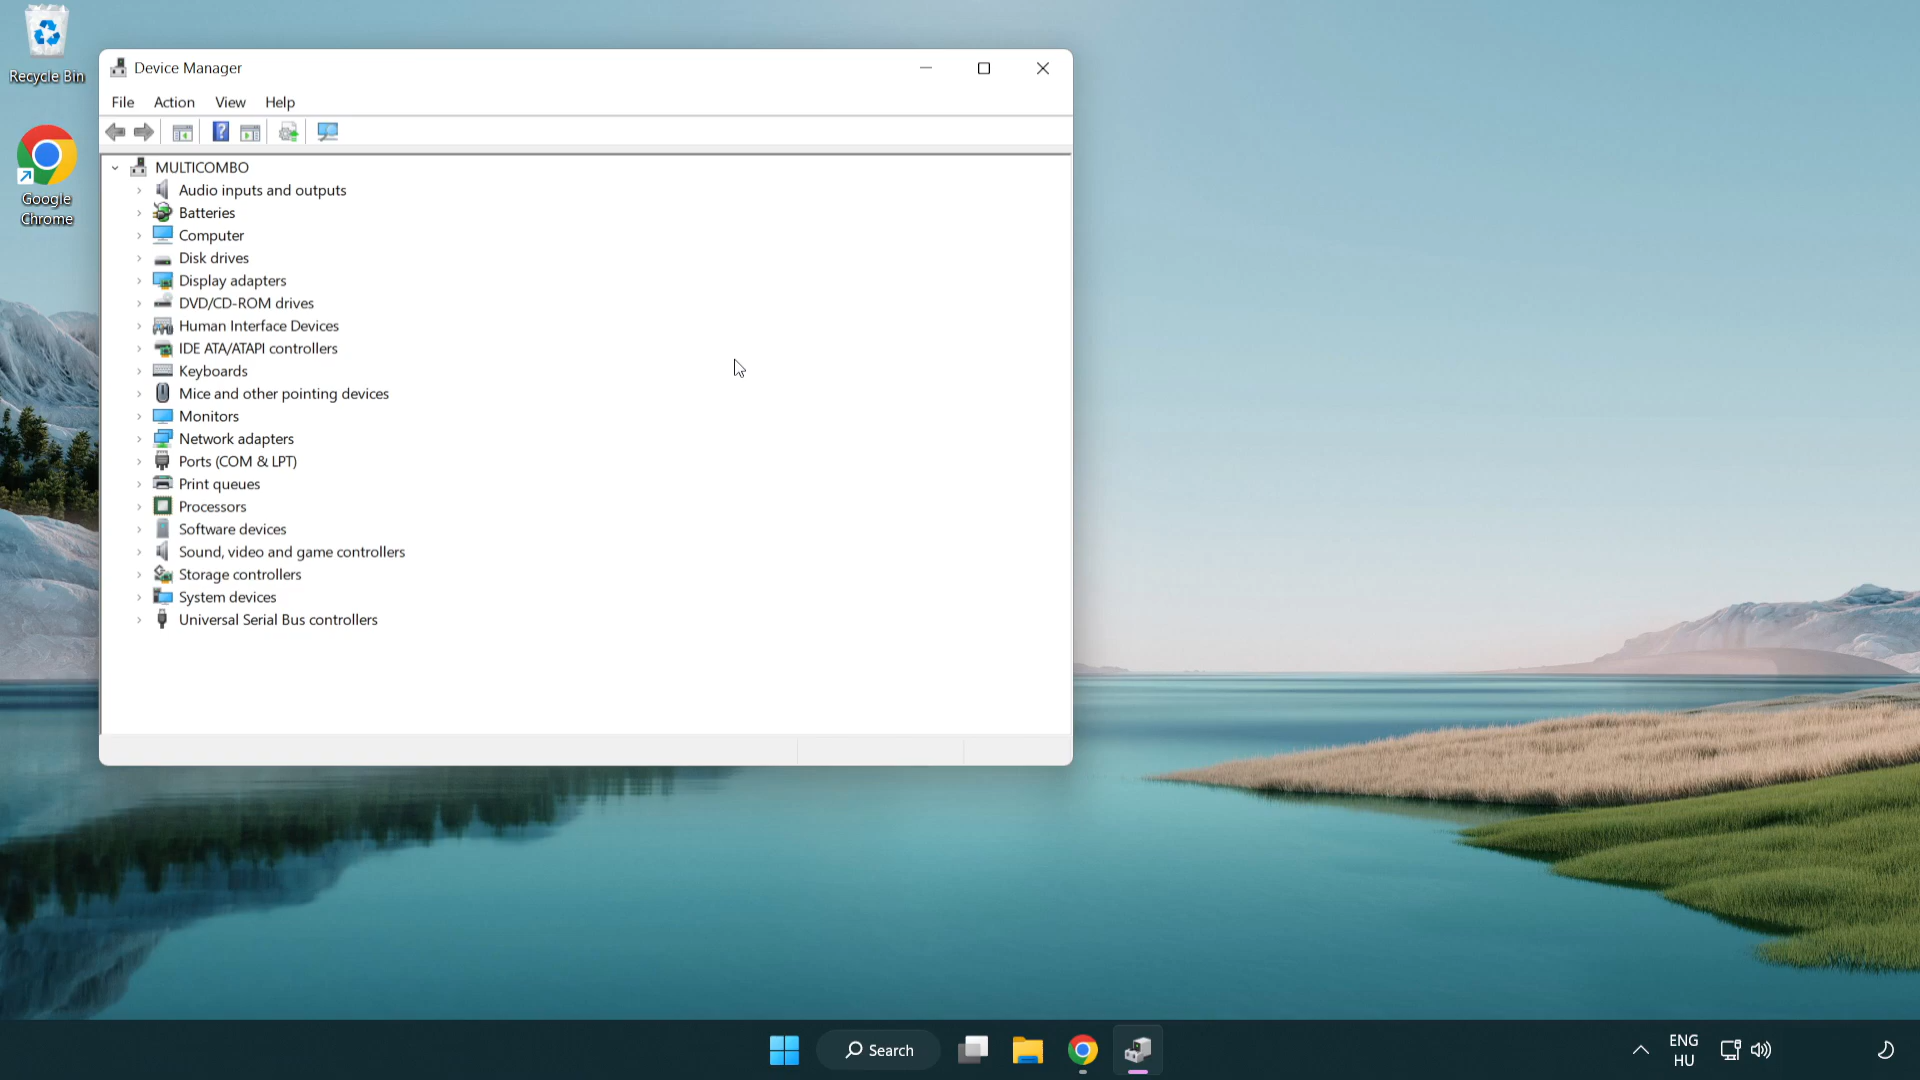 Recycle Bin
Google
Chrome
Device Manager
File Action View Help
MULTICOMBO
Audio inputs and outputs
Batteries
Computer
Disk drives
Display adapters
DVD/CD-ROM drives
Human Interface Devices
IDE ATA/ATAPI controllers
Keyboards
Mice and other pointing devices
Monitors
Network adapters
Ports (COM & LPT)
Print queues
Processors
Software devices
Sound, video and game controllers
Storage controllers
System devices
Universal Serial Bus controllers
Search
ENG
HU